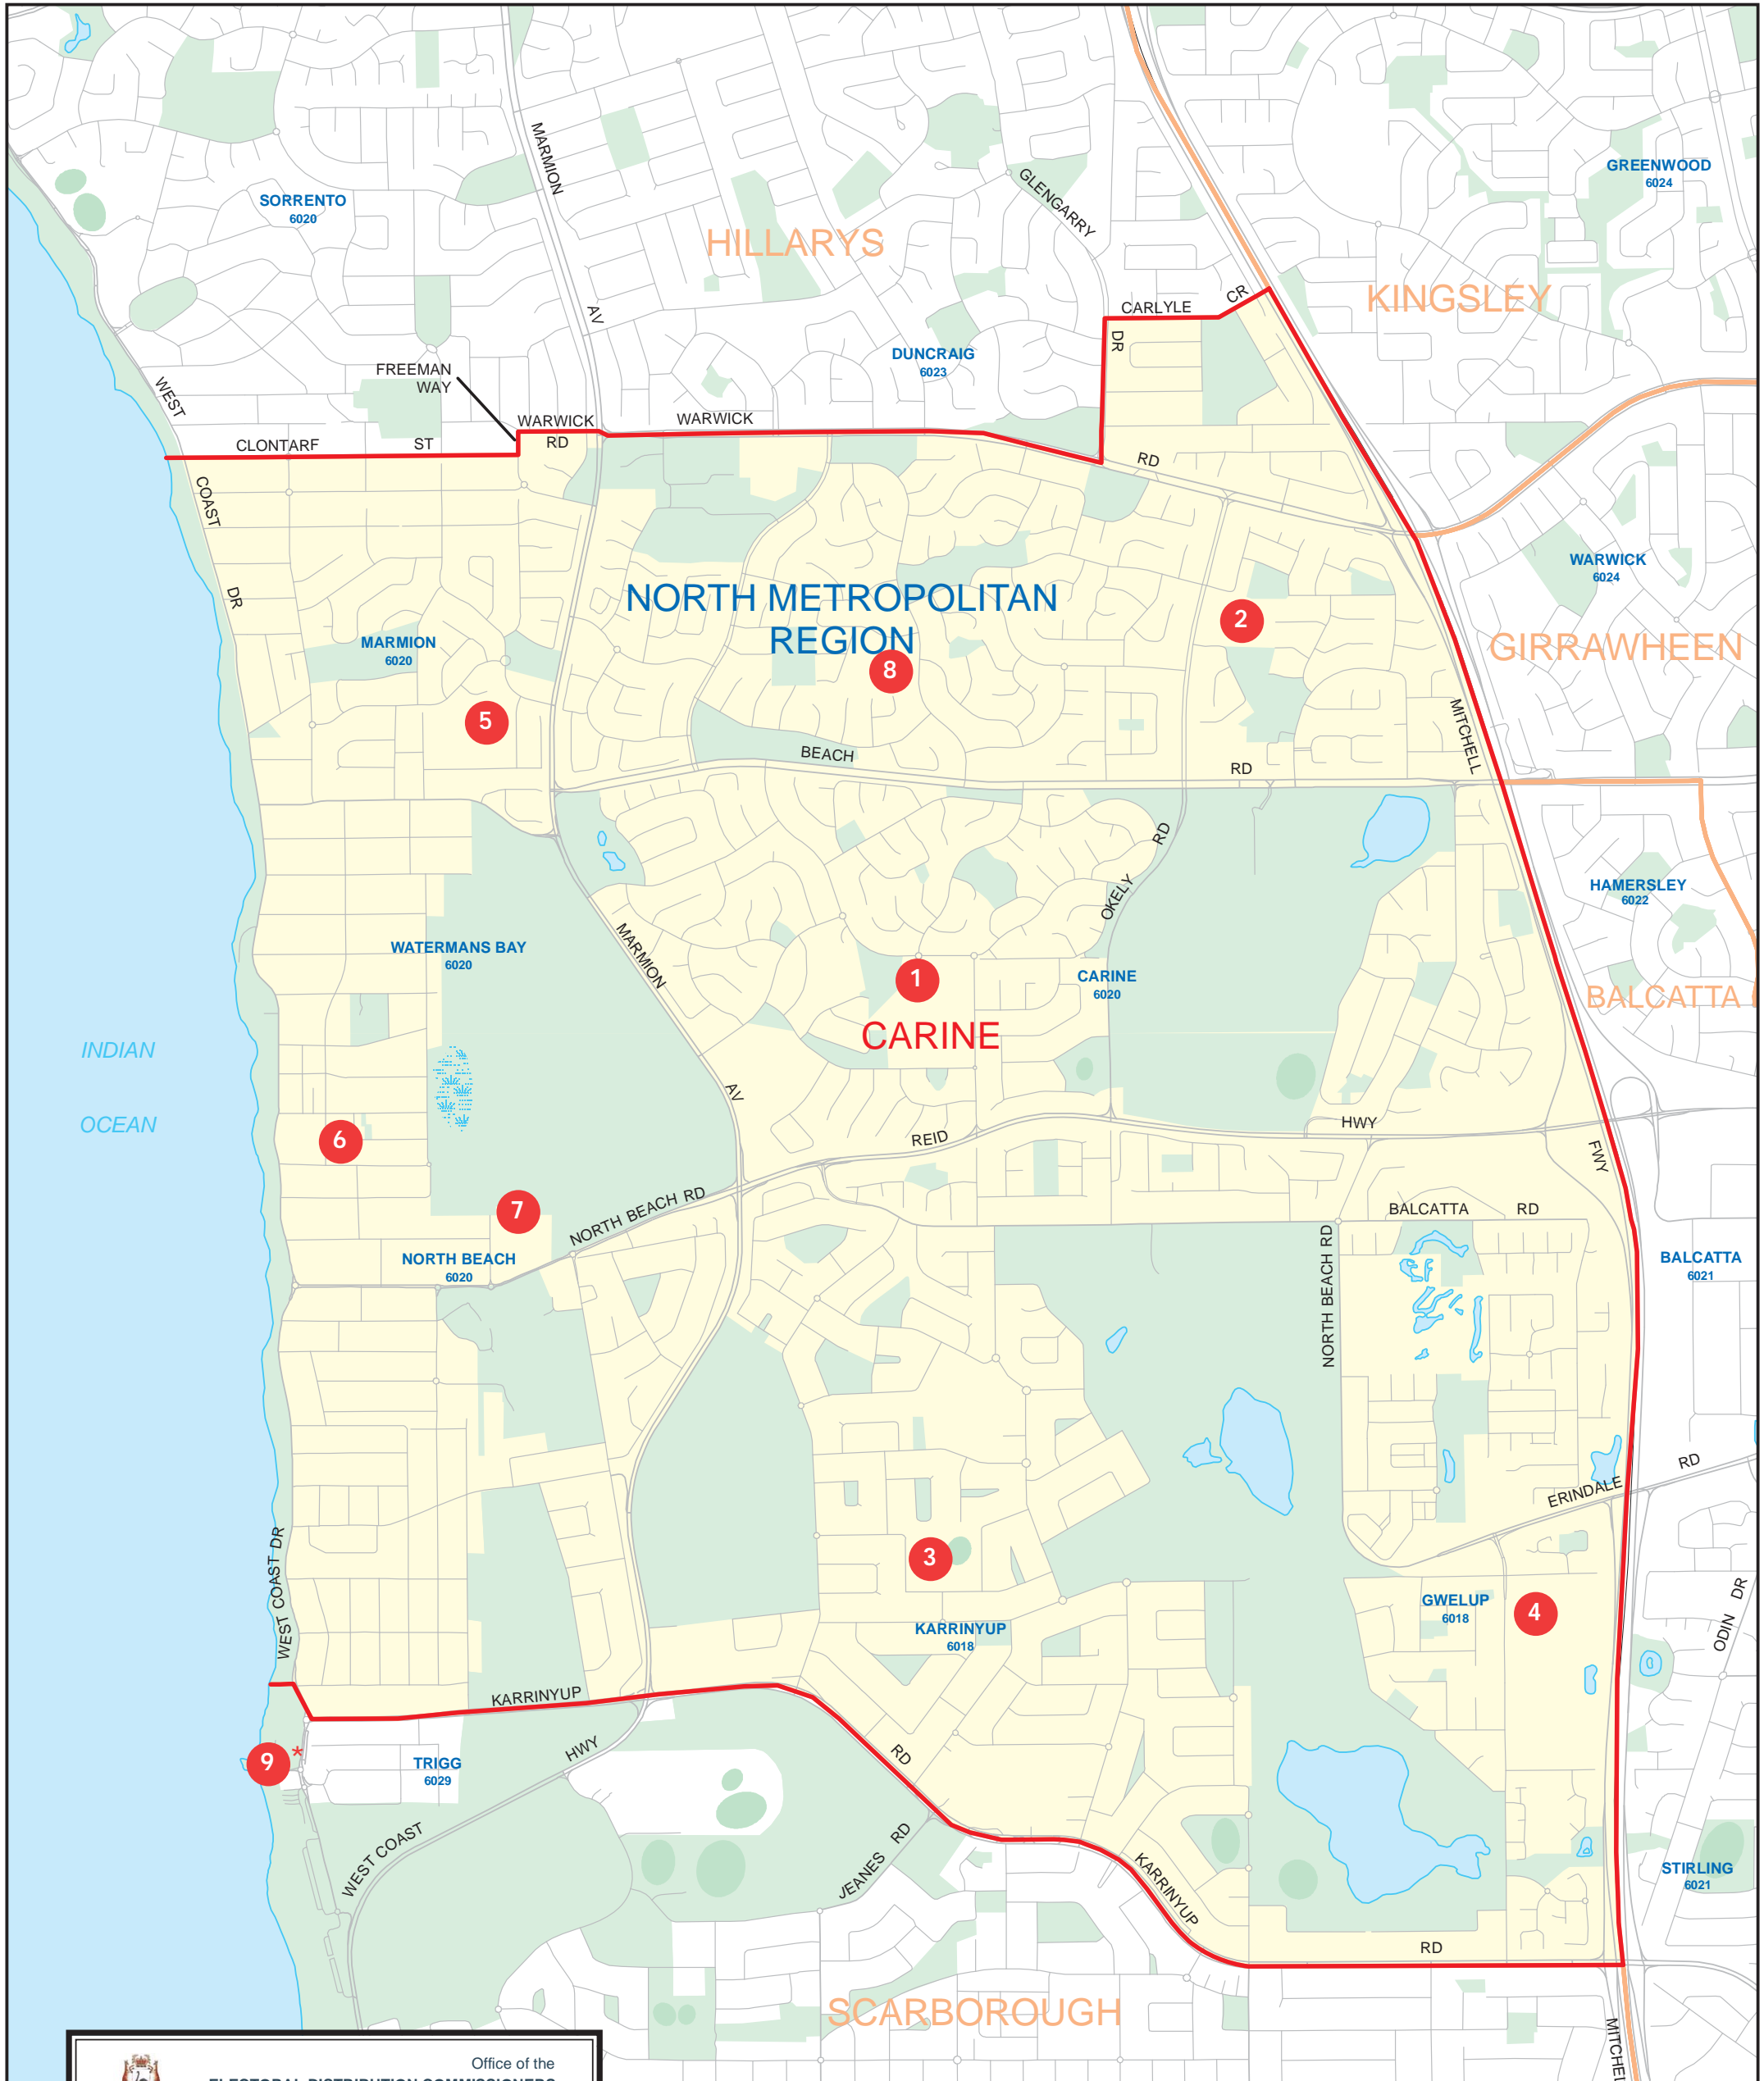 MARMION
GLENGARRY
GREENWOOD
6024
SORRENTO
6020
HILLARYS
KINGSLEY
AV
CARLYLE
CR
DR
DUNCRAIG
6023
FREEMAN
WAY
WEST
WARWICK
WARWICK
CLONTARF
ST
RD
RD
COAST
DR
WARWICK
6024
NORTH METROPOLITAN
REGION
2
MARMION
6020
GIRRAWHEEN
8
5
MITCHELL
BEACH
RD
RD
OKELY
HAMERSLEY
6022
WATERMANS BAY
6020
MARMION
1
CARINE
6020
BALCATTA
CARINE
INDIAN
OCEAN
AV
6
REID
HWY
FWY
7
NORTH BEACH RD
BALCATTA
RD
NORTH BEACH
6020
NORTH BEACH RD
BALCATTA
6021
ERINDALE
RD
WEST COAST DR
3
GWELUP
6018
4
ODIN DR
KARRINYUP
6018
KARRINYUP
RD
HWY
9
*
TRIGG
6029
WEST COAST
JEANES RD
KARRINYUP
STIRLING
6021
RD
SCARBOROUGH
Office of the
ELECTORAL DISTRIBUTION COMMISSIONERS